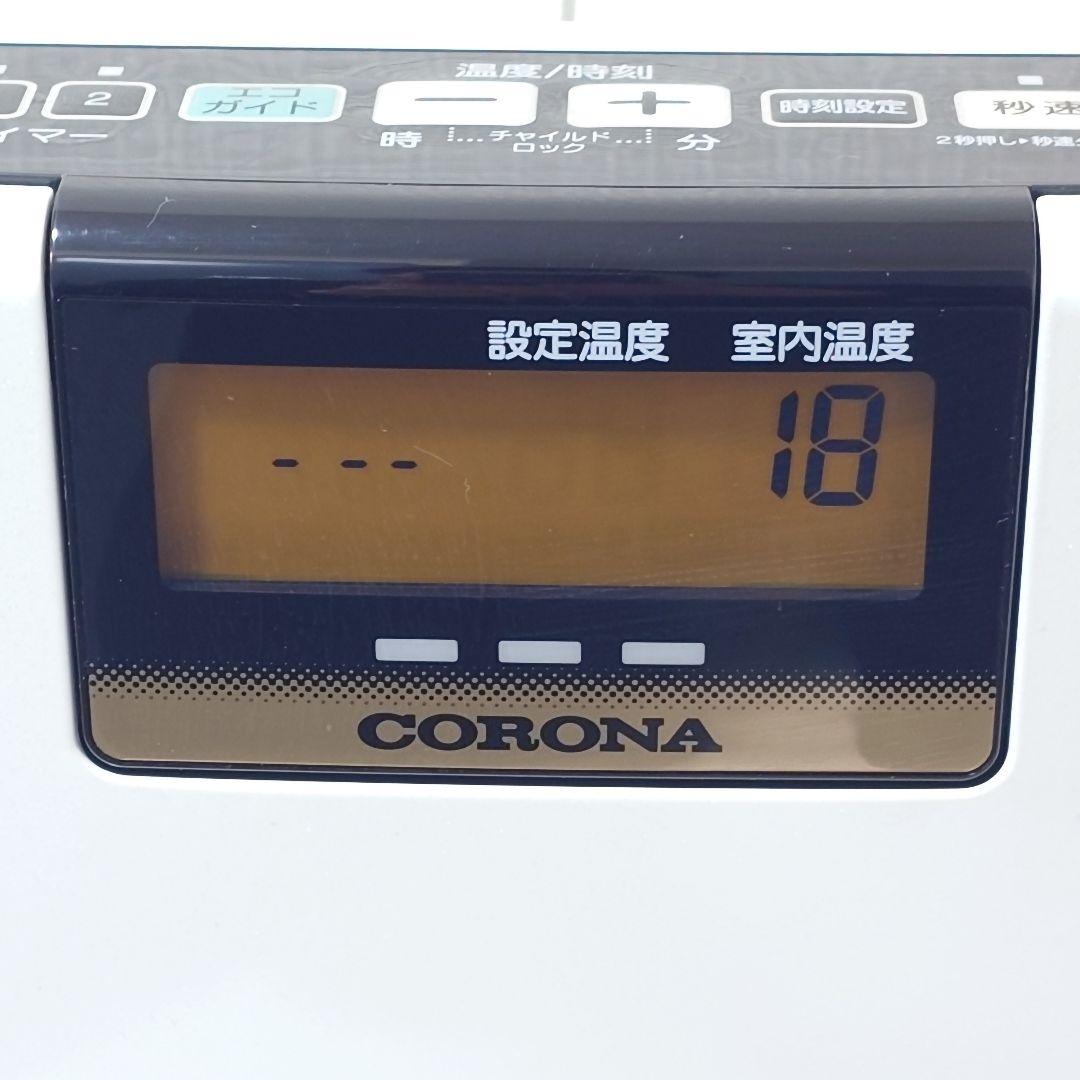 温度/時刻
2 エコ ガイド － ＋ 時刻設定 秒速
イマー 時 チャイルド ロック 分 2秒押し▶秒速
設定温度 室内温度
- -- 18
CORONA